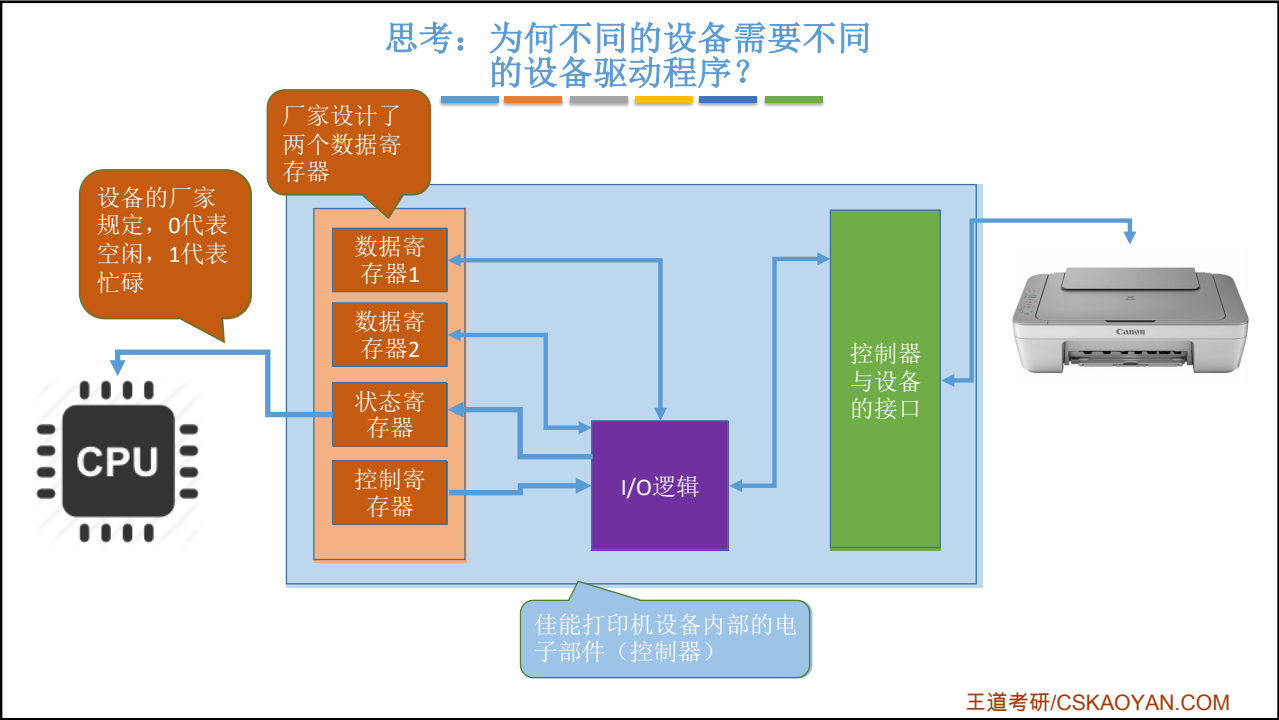 思考：为何不同的设备需要不同
的设备驱动程序？
厂家设计了
两个数据寄
存器
设备的厂家
规定，0代表
空闲，1代表
忙碌
数据寄
存器1
数据寄
存器2
状态寄
存器
控制寄
存器
I/O逻辑
控制器
与设备
的接口
Canon
CPU
佳能打印机设备内部的电
子部件（控制器）
王道考研/CSKAOYAN.COM